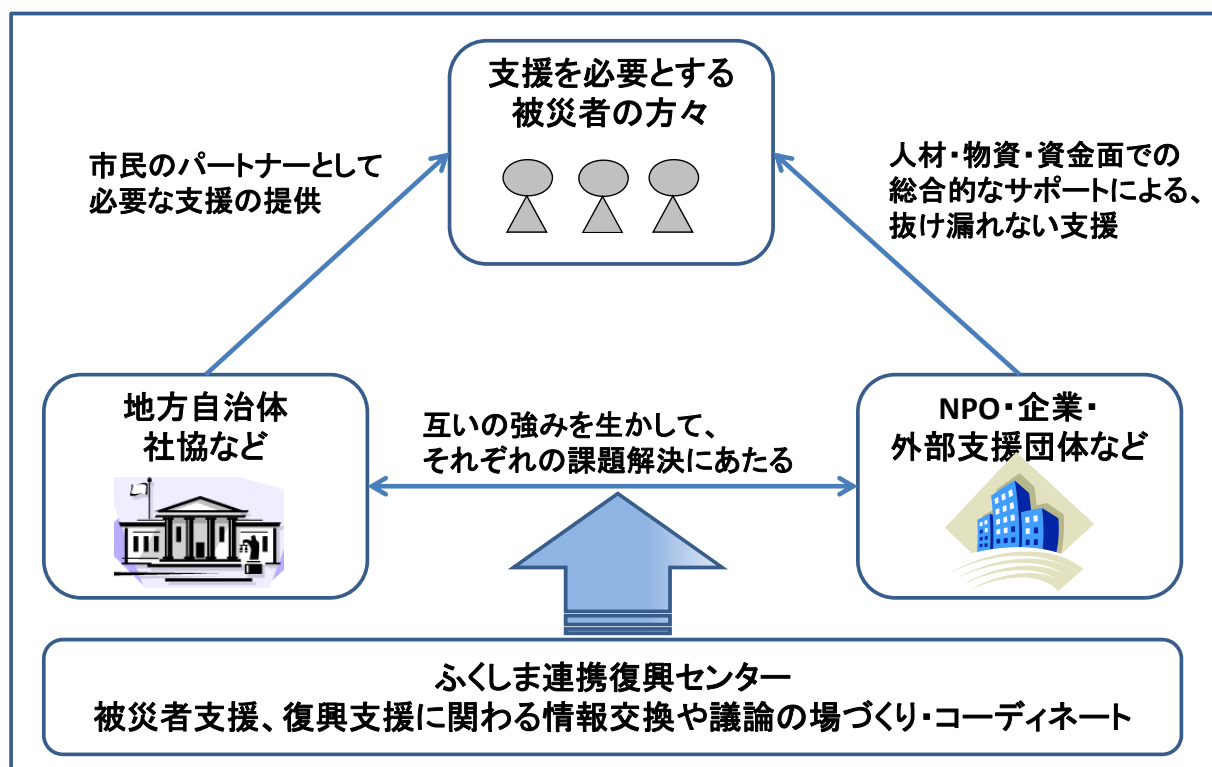 支援を必要とする
被災者の方々
市民のパートナーとして
必要な支援の提供
人材・物資・資金面での
総合的なサポートによる、
抜け漏れない支援
地方自治体
社協など
互いの強みを生かして、
それぞれの課題解決にあたる
NPO・企業・
外部支援団体など
ふくしま連携復興センター
被災者支援、復興支援に関わる情報交換や議論の場づくり・コーディネート